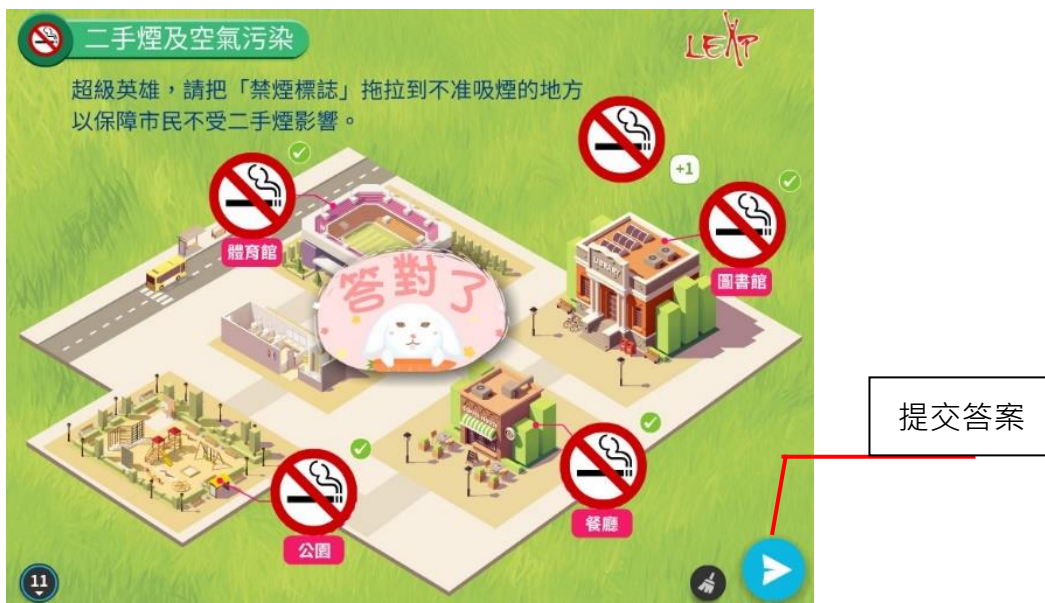 二手煙及空氣污染
LEAP
超級英雄，請把「禁煙標誌」拖拉到不准吸煙的地方
以保障市民不受二手煙影響。
+1
體育館
圖書館
LIBRARY
答對了
提交答案
餐廳
公園
11